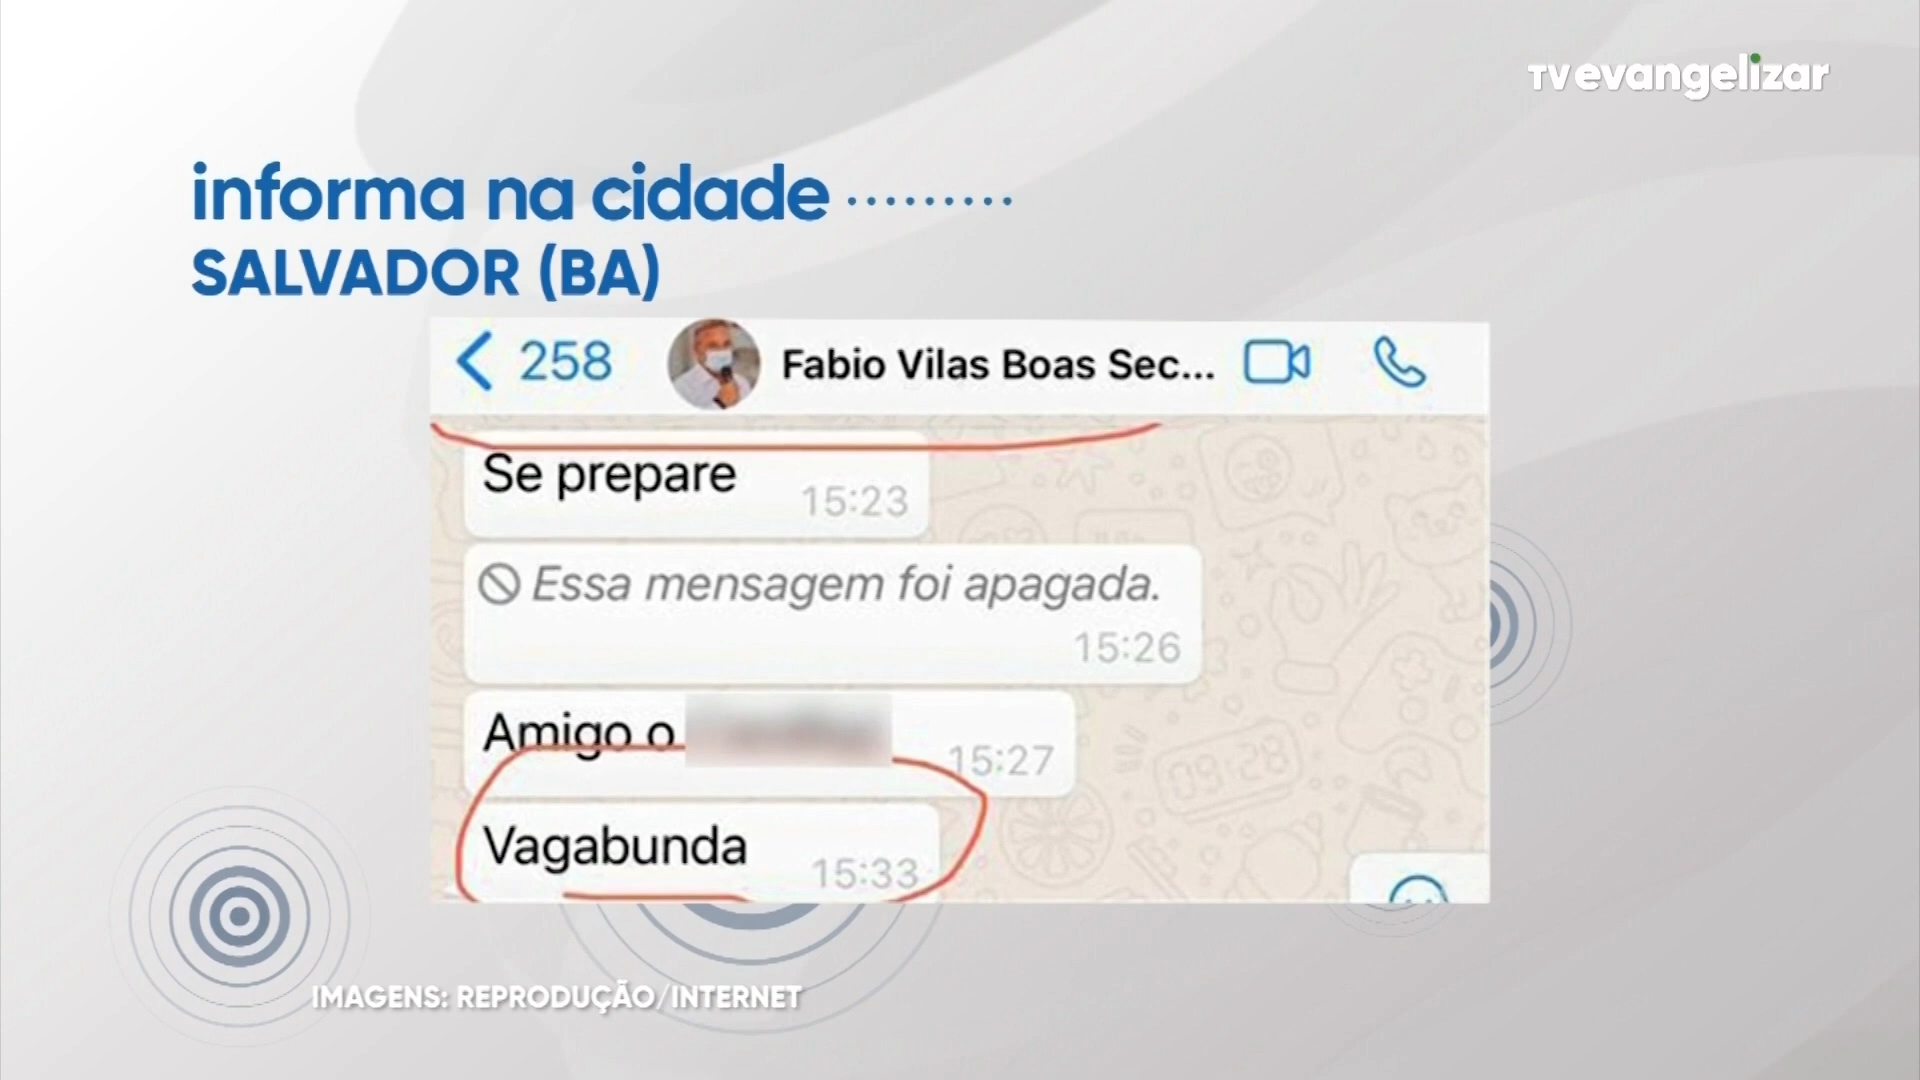 TVevangelizar
informa na cidade
SALVADOR (BA)
258 Fabio Vilas Boas Sec...
Se prepare
15:23
Essa mensagem foi apagada.
15:26
Amigo o
15:27
Vagabunda
15:33
09:28
IMAGENS: REPRODUÇÃO/INTERNET